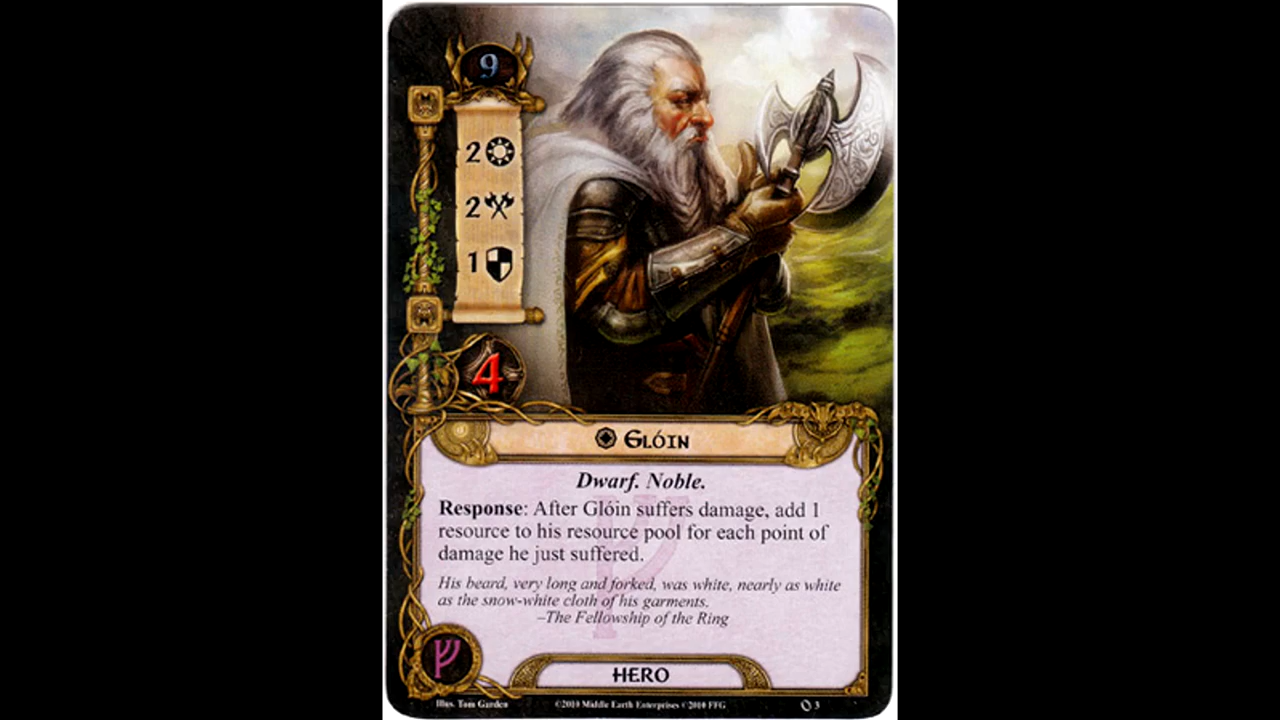 9
2
2
1
4
GLÓIN
Dwarf. Noble.
Response: After Glóin suffers damage, add 1
resource to his resource pool for each point of
damage he just suffered.
His beard, very long and forked, was white, nearly as white
as the snow-white cloth of his garments.
–The Fellowship of the Ring
HERO
Illus. Tom Garden ©2010 Middle Earth Enterprises ©2010 FFG 3